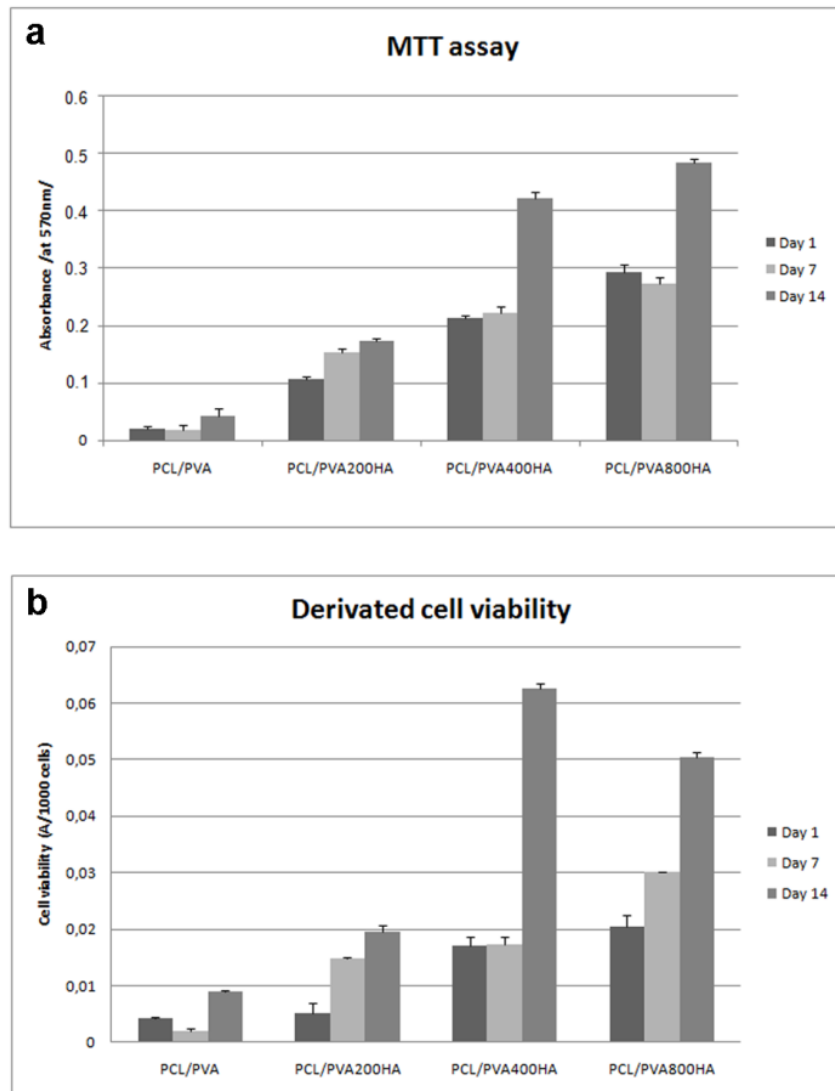 a
MTT assay
0.6
0.5
0.4
0.3
0.2
0.1
0
Absorbance /at 570nm/
PCL/PVA PCL/PVA200HA PCL/PVA400HA PCL/PVA800HA
Day 1
Day 7
Day 14
b
Derivated cell viability
0,07
0,06
0,05
0,04
0,03
0,02
0,01
0
Cell viability (A/1000 cells)
PCL/PVA PCL/PVA200HA PCL/PVA400HA PCL/PVA800HA
Day 1
Day 7
Day 14